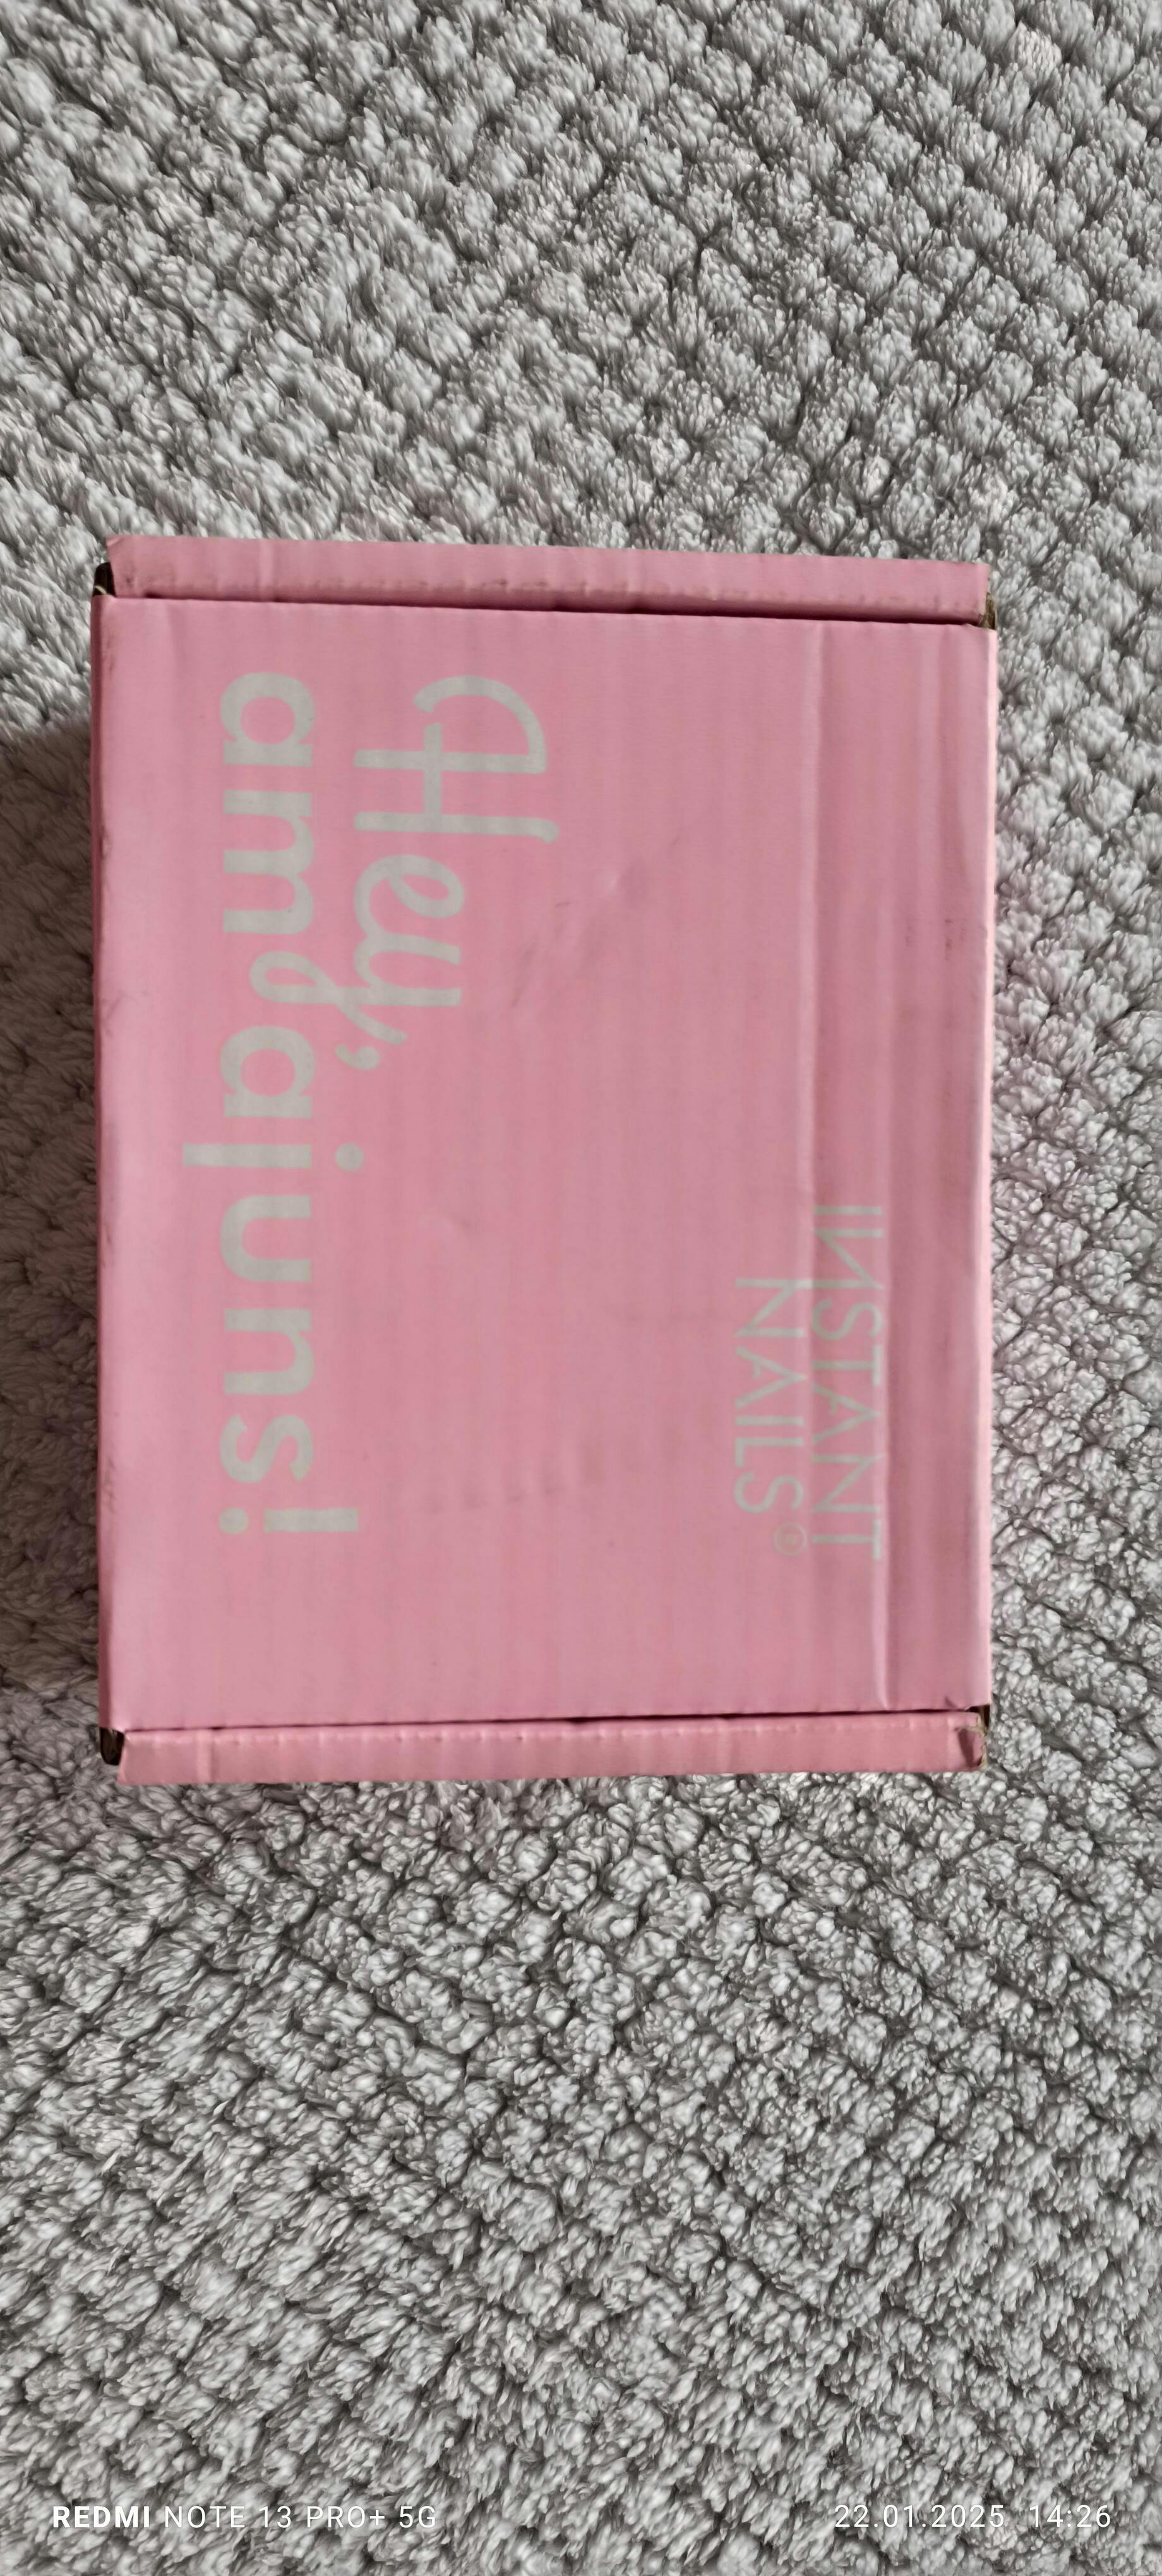 INSTANT
NAILS®
Hey,
am ajuns!
REDMI NOTE 13 PRO+ 5G
22.01.2025 14:26